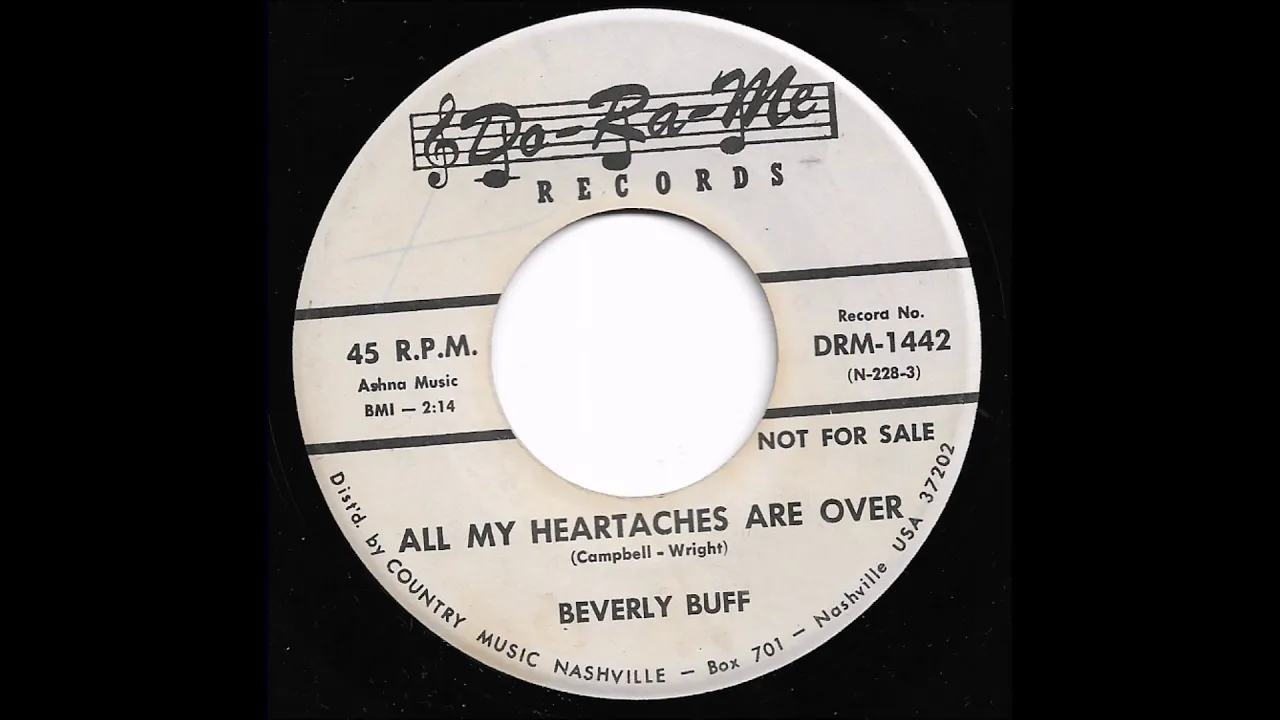 Do-Ra-Me
RECORDS
45 R.P.M.
Ashna Music
BMI — 2:14
Record No.
DRM-1442
(N-228-3)
NOT FOR SALE
ALL MY HEARTACHES ARE OVER
(Campbell - Wright)
BEVERLY BUFF
Dist'd. by COUNTRY MUSIC NASHVILLE — Box 701 — Nashville USA 37202